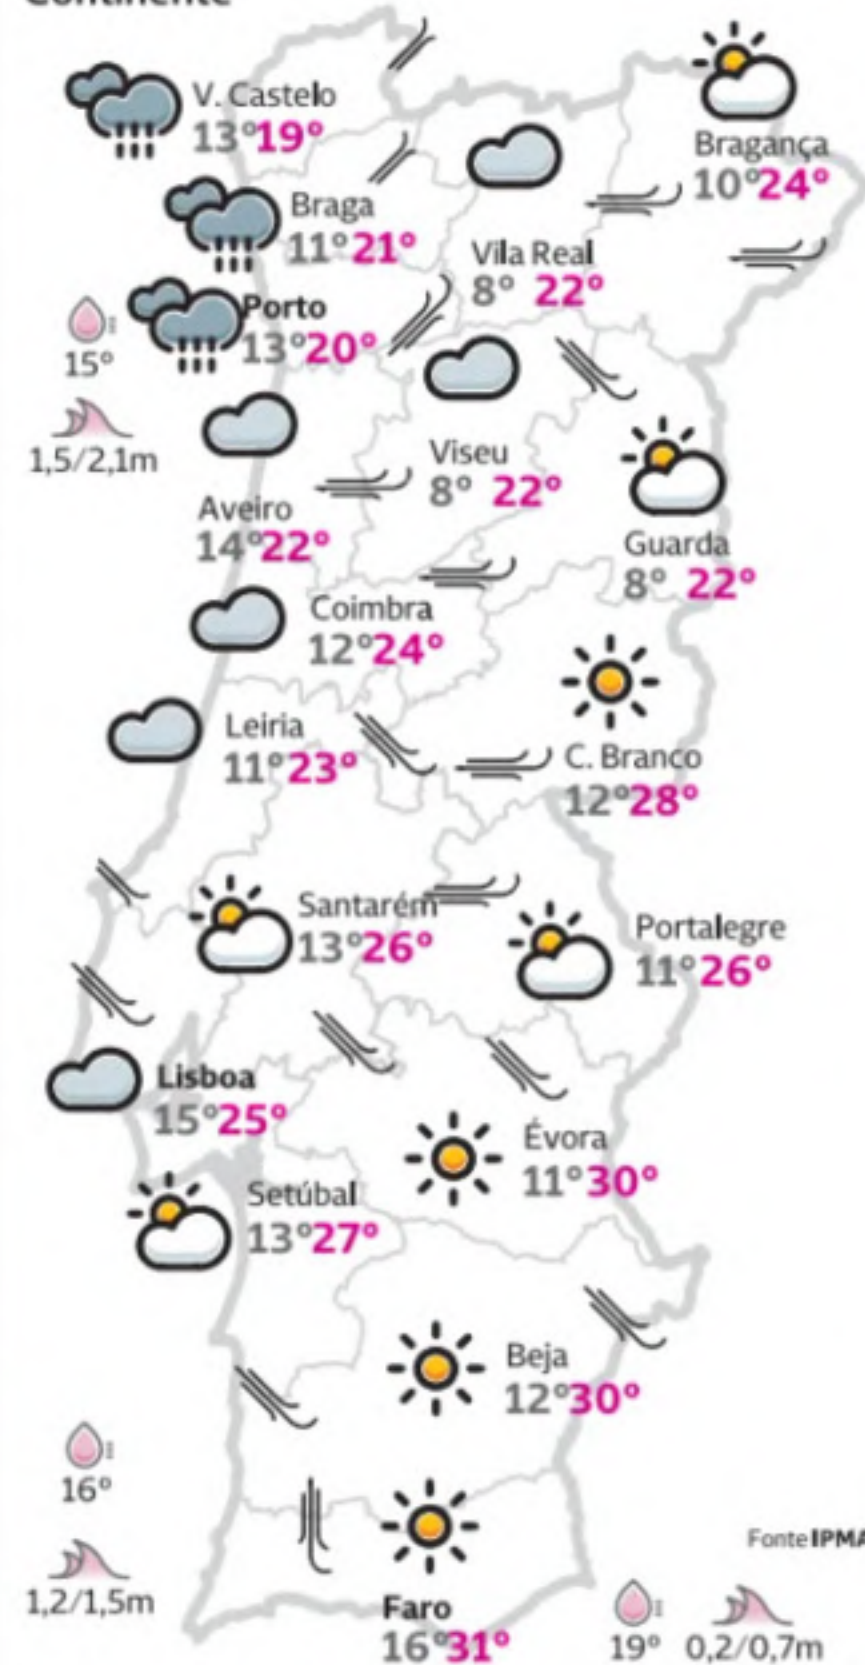 Continente
V. Castelo
13° 19°
Bragança
10° 24°
Braga
11° 21°
Vila Real
8° 22°
Porto
13° 20°
15°
1,5/2,1m
Viseu
8° 22°
Aveiro
14° 22°
Guarda
8° 22°
Coimbra
12° 24°
Leiria
11° 23°
C. Branco
12° 28°
Santarém
13° 26°
Portalegre
11° 26°
Lisboa
15° 25°
Évora
11° 30°
Setúbal
13° 27°
Beja
12° 30°
16°
1,2/1,5m
Fonte IPMA
Faro
16° 31°
19° 0,2/0,7m